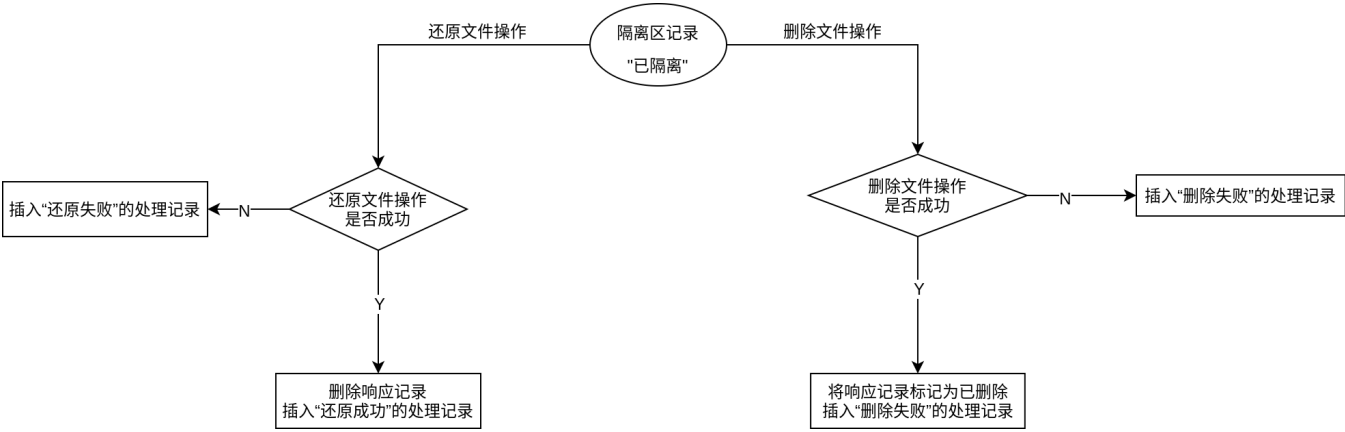 还原文件操作
隔离区记录
"已隔离"
删除文件操作
还原文件操作
是否成功
N
插入“还原失败”的处理记录
Y
删除响应记录
插入“还原成功”的处理记录
删除文件操作
是否成功
N
插入“删除失败”的处理记录
Y
将响应记录标记为已删除
插入“删除失败”的处理记录